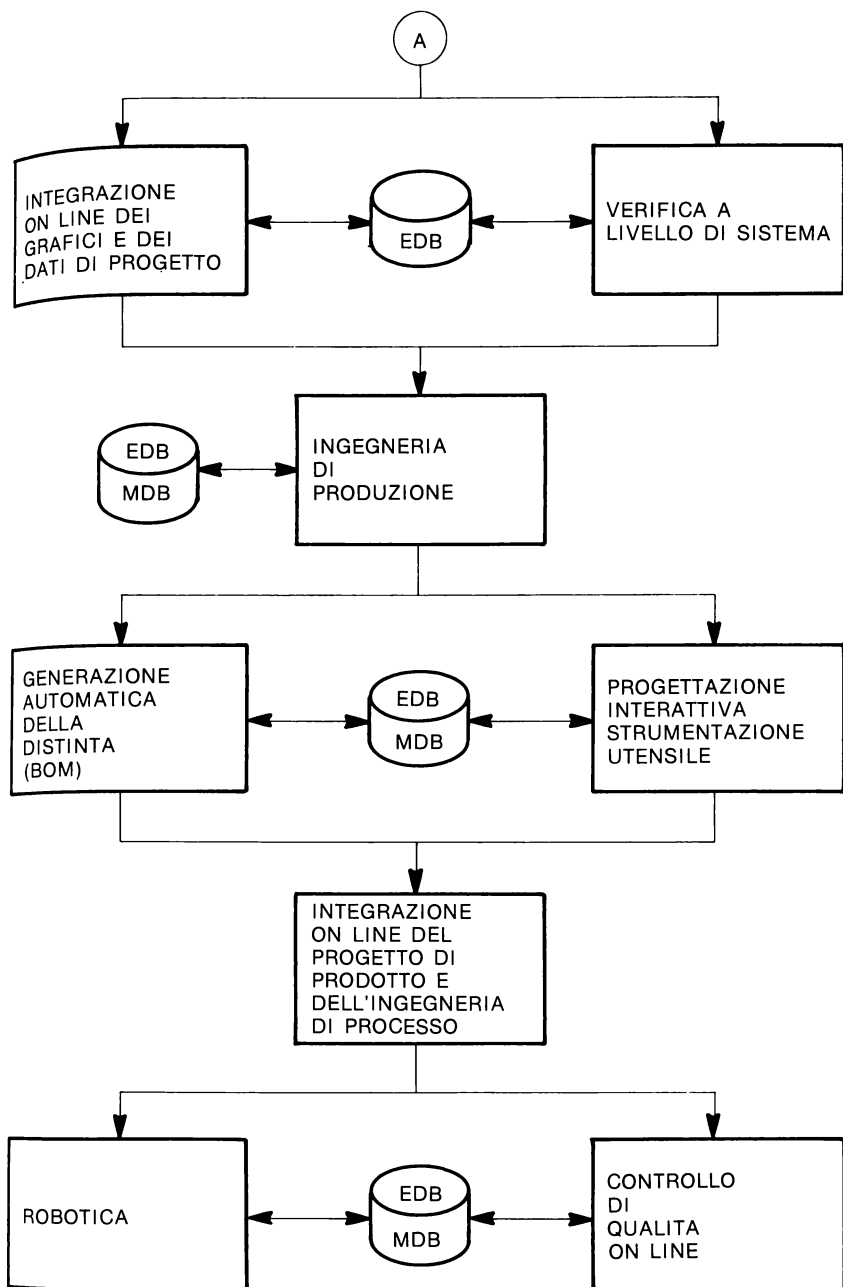 A
INTEGRAZIONE
ON LINE DEI
GRAFICI E DEI
DATI DI PROGETTO
EDB
VERIFICA A
LIVELLO DI SISTEMA
EDB
MDB
INGEGNERIA
DI
PRODUZIONE
GENERAZIONE
AUTOMATICA
DELLA
DISTINTA
(BOM)
EDB
MDB
PROGETTAZIONE
INTERATTIVA
STRUMENTAZIONE
UTENSILE
INTEGRAZIONE
ON LINE DEL
PROGETTO DI
PRODOTTO E
DELL'INGEGNERIA
DI PROCESSO
ROBOTICA
EDB
MDB
CONTROLLO
DI
QUALITA
ON LINE